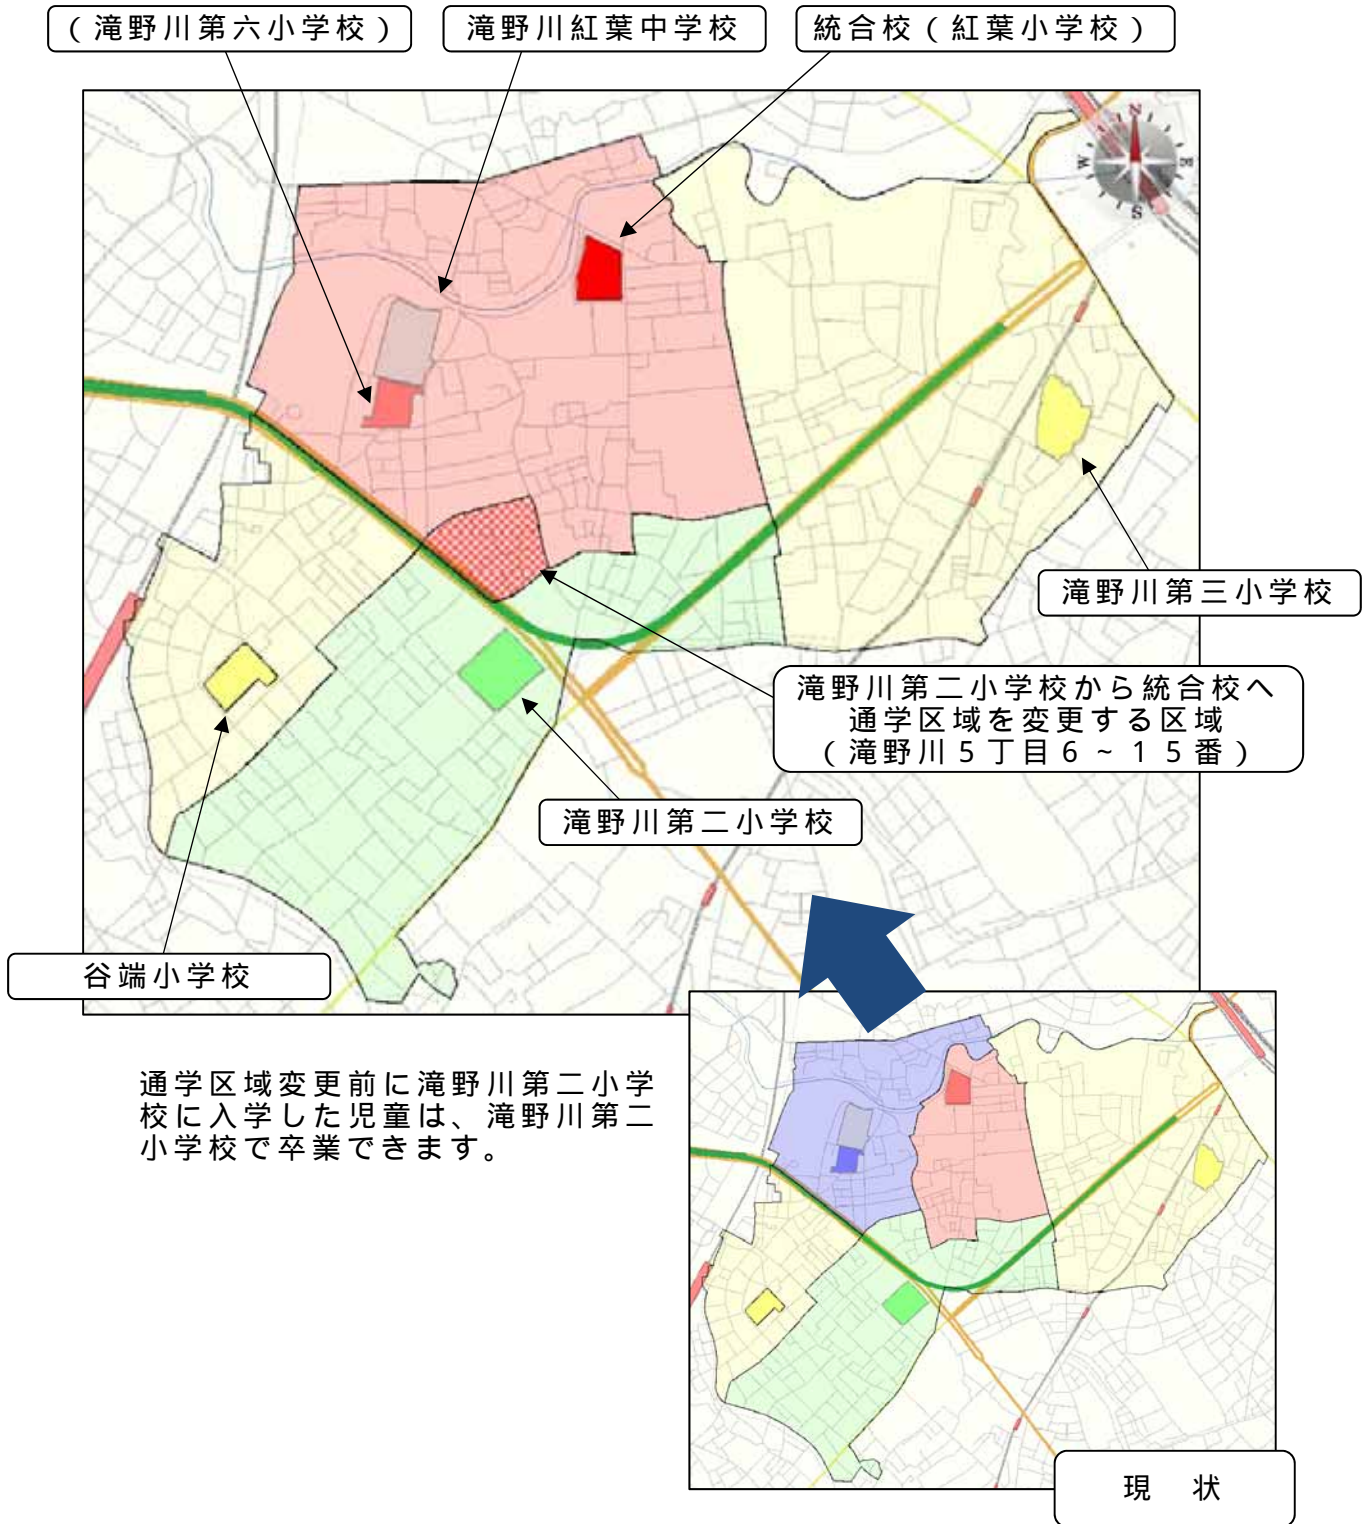 （滝野川第六小学校）
滝野川紅葉中学校
統合校（紅葉小学校）
N
W
E
S
滝野川第三小学校
滝野川第二小学校から統合校へ
通学区域を変更する区域
（滝野川５丁目６～１５番）
滝野川第二小学校
谷端小学校
通学区域変更前に滝野川第二小学
校に入学した児童は、滝野川第二
小学校で卒業できます。
現　状